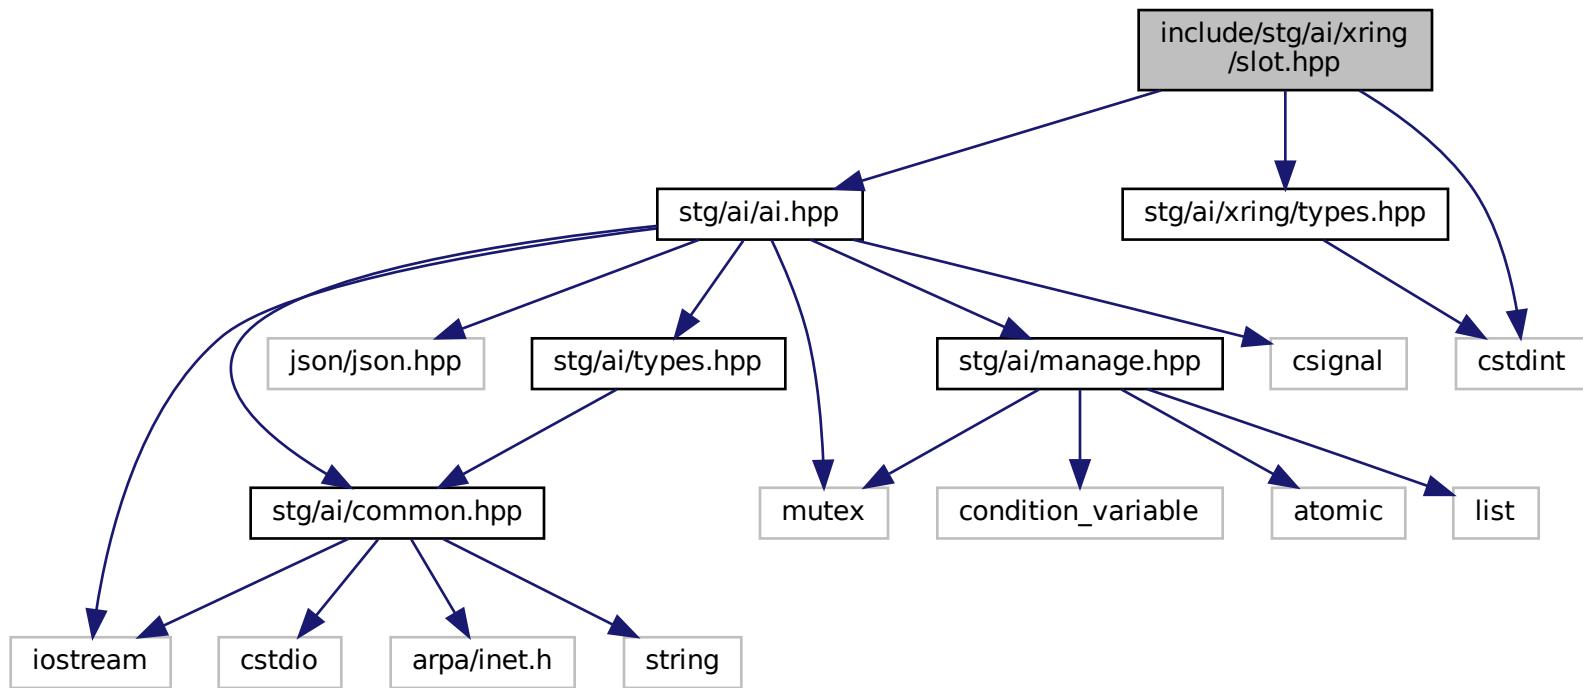 include/stg/ai/xring
/slot.hpp
stg/ai/ai.hpp
stg/ai/xring/types.hpp
json/json.hpp
stg/ai/types.hpp
stg/ai/manage.hpp
csignal
cstdint
stg/ai/common.hpp
mutex
condition_variable
atomic
list
iostream
cstdio
arpa/inet.h
string